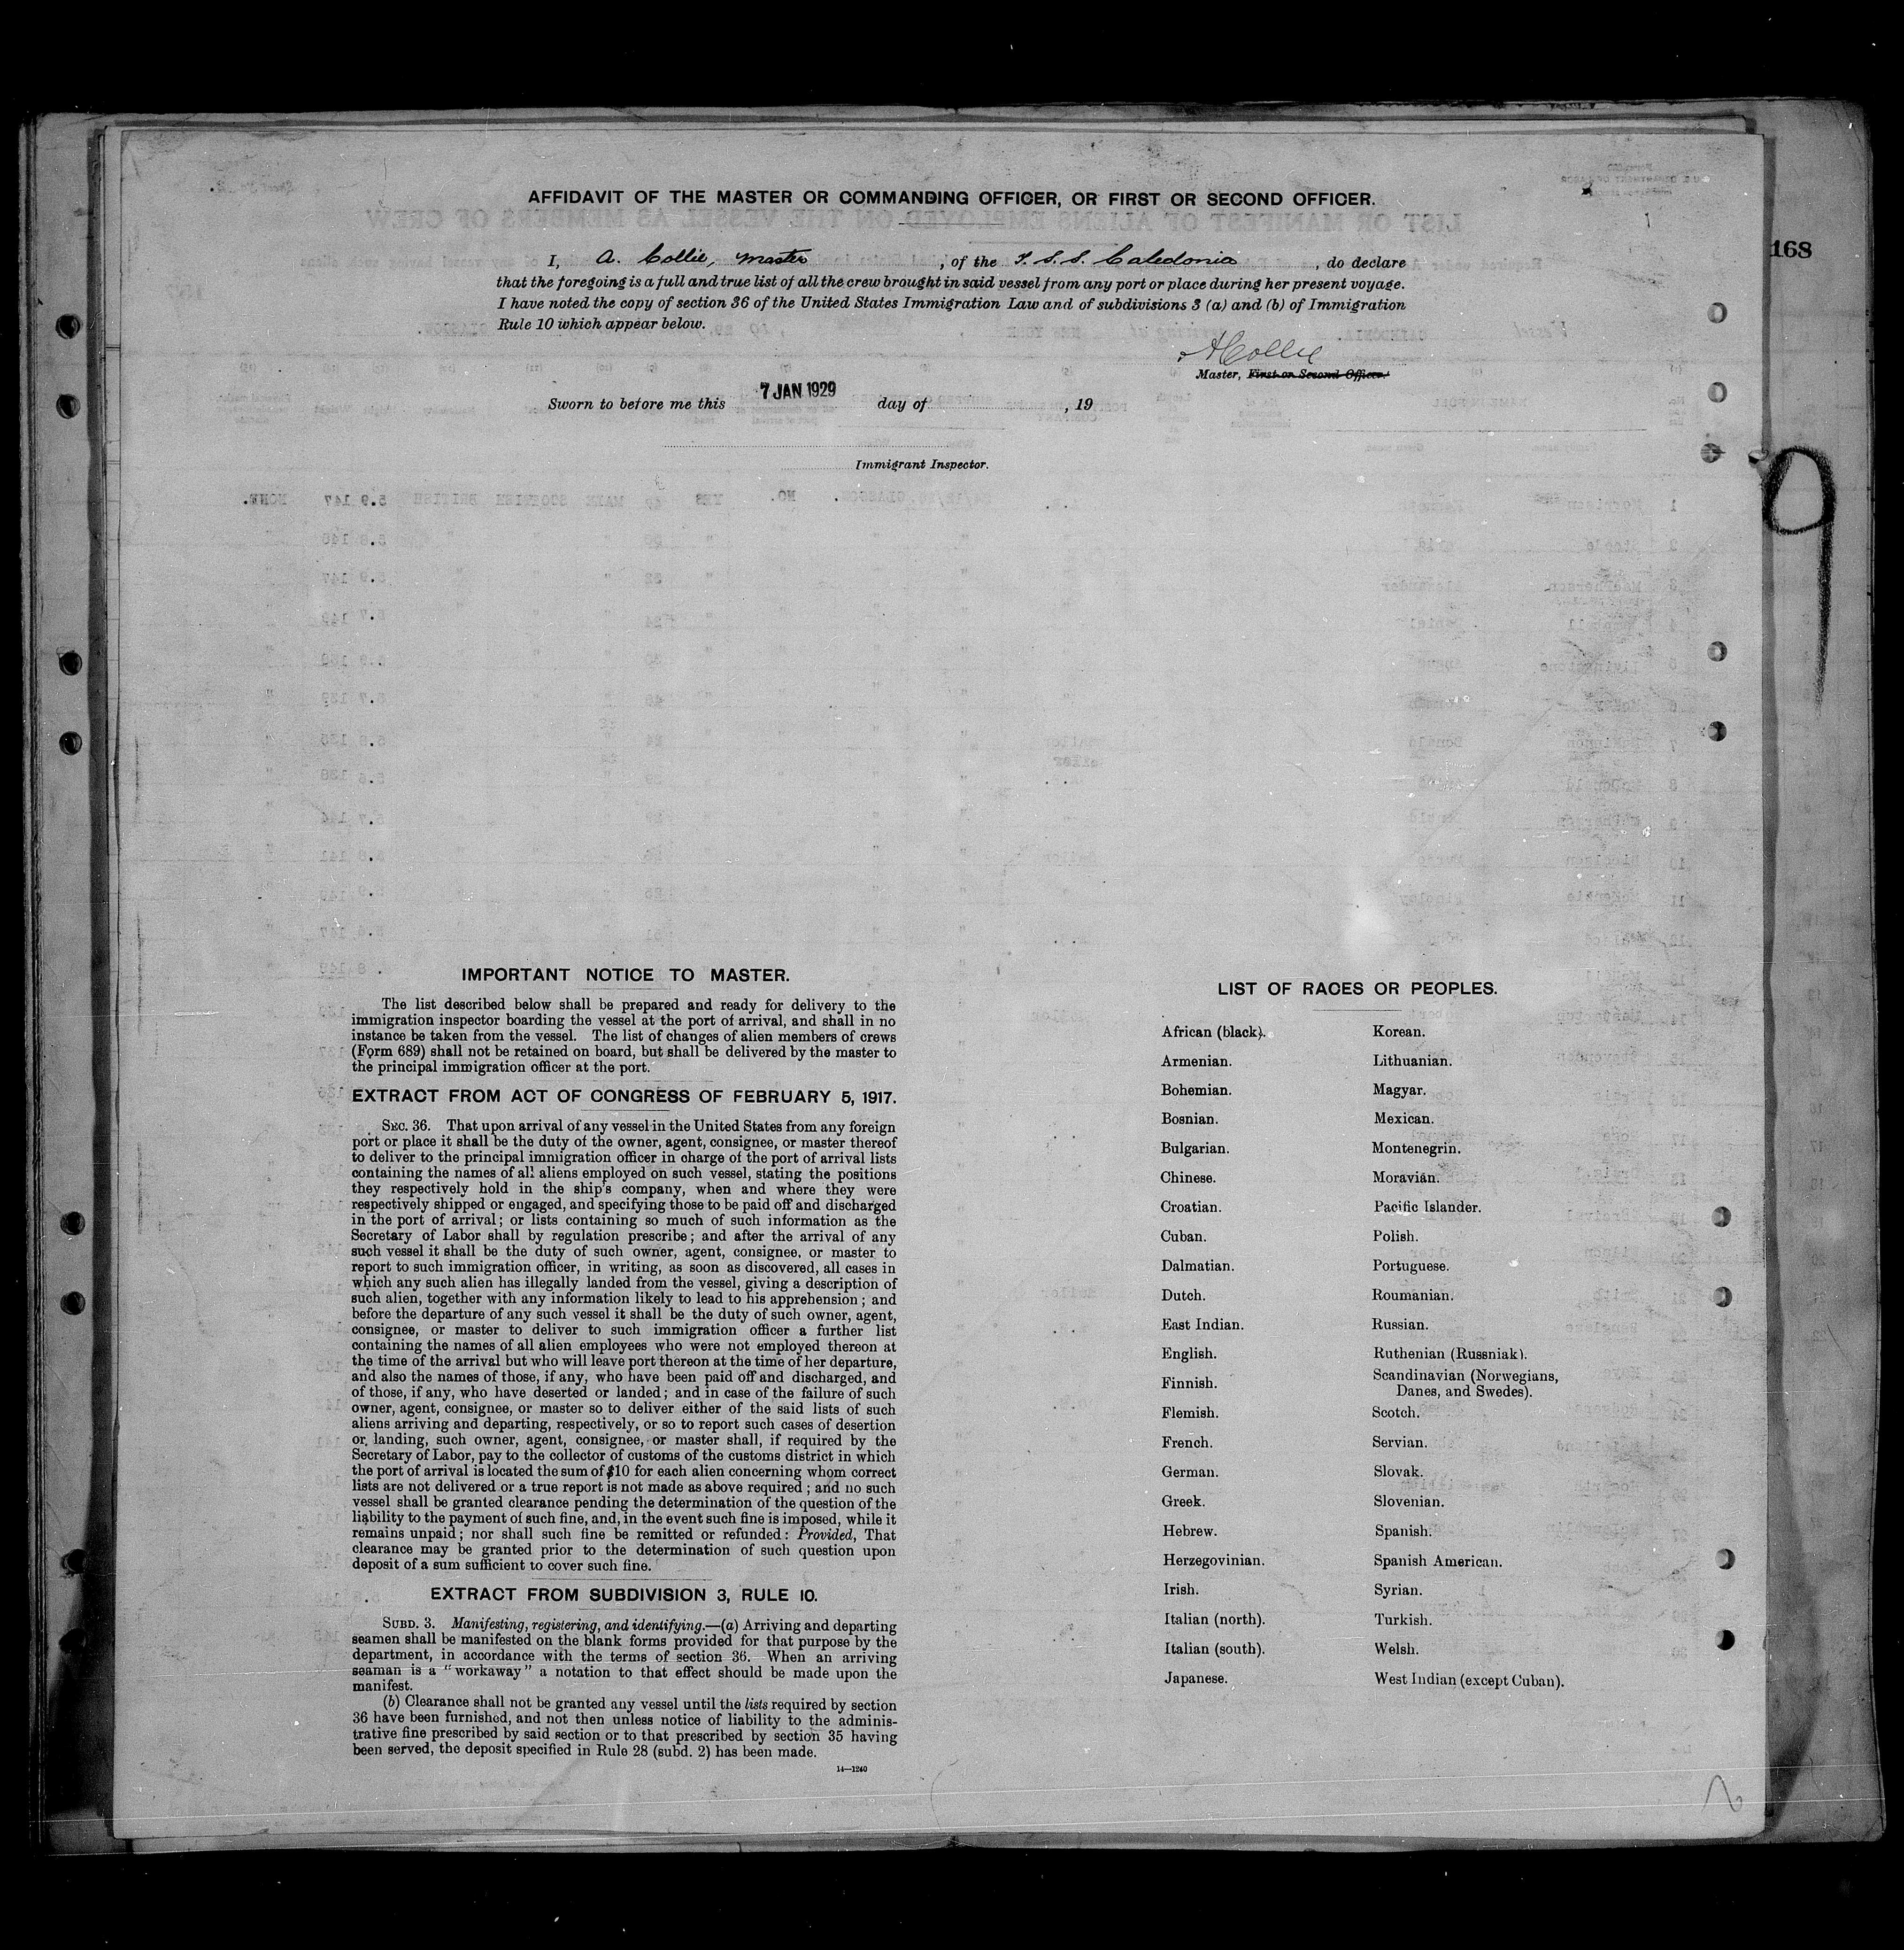 AFFIDAVIT OF THE MASTER OR COMMANDING OFFICER, OR FIRST OR SECOND OFFICER.
168
I, A. Collie, Master, of the T. S. S. Caledonia, do declare
that the foregoing is a full and true list of all the crew brought in said vessel from any port or place during her present voyage.
I have noted the copy of section 36 of the United States Immigration Law and of subdivisions 3 (a) and (b) of Immigration
Rule 10 which appear below.
A Collie
Master, First or Second Officer.
Sworn to before me this 7 JAN 1929 day of , 19
Immigrant Inspector.
9
IMPORTANT NOTICE TO MASTER.
The list described below shall be prepared and ready for delivery to the
immigration inspector boarding the vessel at the port of arrival, and shall in no
instance be taken from the vessel. The list of changes of alien members of crews
(Form 689) shall not be retained on board, but shall be delivered by the master to
the principal immigration officer at the port.
EXTRACT FROM ACT OF CONGRESS OF FEBRUARY 5, 1917.
SEC. 36. That upon arrival of any vessel in the United States from any foreign
port or place it shall be the duty of the owner, agent, consignee, or master thereof
to deliver to the principal immigration officer in charge of the port of arrival lists
containing the names of all aliens employed on such vessel, stating the positions
they respectively hold in the ship's company, when and where they were
respectively shipped or engaged, and specifying those to be paid off and discharged
in the port of arrival; or lists containing so much of such information as the
Secretary of Labor shall by regulation prescribe; and after the arrival of any
such vessel it shall be the duty of such owner, agent, consignee, or master to
report to such immigration officer, in writing, as soon as discovered, all cases in
which any such alien has illegally landed from the vessel, giving a description of
such alien, together with any information likely to lead to his apprehension; and
before the departure of any such vessel it shall be the duty of such owner, agent,
consignee, or master to deliver to such immigration officer a further list
containing the names of all alien employees who were not employed thereon at
the time of the arrival but who will leave port thereon at the time of her departure,
and also the names of those, if any, who have been paid off and discharged, and
of those, if any, who have deserted or landed; and in case of the failure of such
owner, agent, consignee, or master so to deliver either of the said lists of such
aliens arriving and departing, respectively, or so to report such cases of desertion
or landing, such owner, agent, consignee, or master shall, if required by the
Secretary of Labor, pay to the collector of customs of the customs district in which
the port of arrival is located the sum of $10 for each alien concerning whom correct
lists are not delivered or a true report is not made as above required; and no such
vessel shall be granted clearance pending the determination of the question of the
liability to the payment of such fine, and, in the event such fine is imposed, while it
remains unpaid; nor shall such fine be remitted or refunded: Provided, That
clearance may be granted prior to the determination of such question upon
deposit of a sum sufficient to cover such fine.
EXTRACT FROM SUBDIVISION 3, RULE 10.
SUBD. 3. Manifesting, registering, and identifying.—(a) Arriving and departing
seamen shall be manifested on the blank forms provided for that purpose by the
department, in accordance with the terms of section 36. When an arriving
seaman is a "workaway" a notation to that effect should be made upon the
manifest.
(b) Clearance shall not be granted any vessel until the lists required by section
36 have been furnished, and not then unless notice of liability to the adminis-
trative fine prescribed by said section or to that prescribed by section 35 having
been served, the deposit specified in Rule 28 (subd. 2) has been made.
14—1240
LIST OF RACES OR PEOPLES.
African (black).
Armenian.
Bohemian.
Bosnian.
Bulgarian.
Chinese.
Croatian.
Cuban.
Dalmatian.
Dutch.
East Indian.
English.
Finnish.
Flemish.
French.
German.
Greek.
Hebrew.
Herzegovinian.
Irish.
Italian (north).
Italian (south).
Japanese.
Korean.
Lithuanian.
Magyar.
Mexican.
Montenegrin.
Moravian.
Pacific Islander.
Polish.
Portuguese.
Roumanian.
Russian.
Ruthenian (Russniak).
Scandinavian (Norwegians,
Danes, and Swedes).
Scotch.
Servian.
Slovak.
Slovenian.
Spanish.
Spanish American.
Syrian.
Turkish.
Welsh.
West Indian (except Cuban).